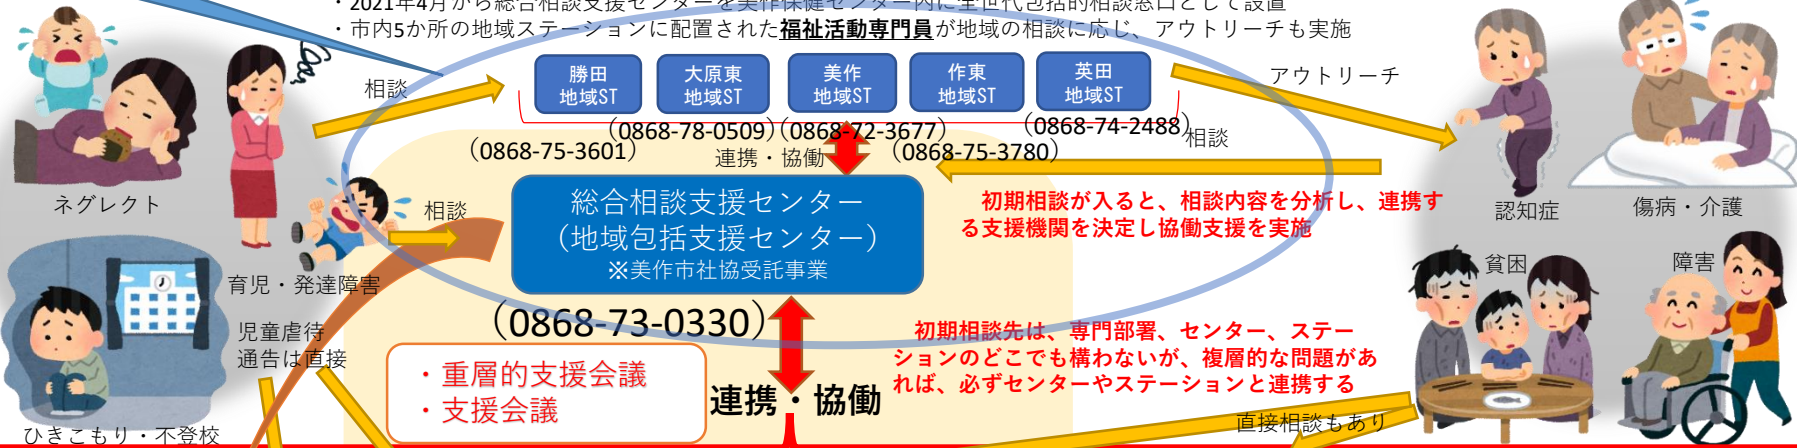 ・2021年4月から総合相談支援センターを美作保健センター内に全世代包括的相談窓口として設置
・市内5か所の地域ステーションに配置された福祉活動専門員が地域の相談に応じ、アウトリーチも実施
相談
勝田
地域ST
大原東
地域ST
美作
地域ST
作東
地域ST
英田
地域ST
アウトリーチ
(0868-75-3601)
(0868-78-0509)
(0868-72-3677)
(0868-75-3780)
(0868-74-2488)
相談
連携・協働
ネグレクト
相談
総合相談支援センター
（地域包括支援センター）
※美作市社協受託事業
初期相談が入ると、相談内容を分析し、連携す
る支援機関を決定し協働支援を実施
認知症
傷病・介護
育児・発達障害
貧困
障害
(0868-73-0330)
児童虐待
通告は直接
初期相談先は、専門部署、センター、ステー
ションのどこでも構わないが、複層的な問題があ
れば、必ずセンターやステーションと連携する
・重層的支援会議
・支援会議
連携・協働
直接相談もあり
ひきこもり・不登校